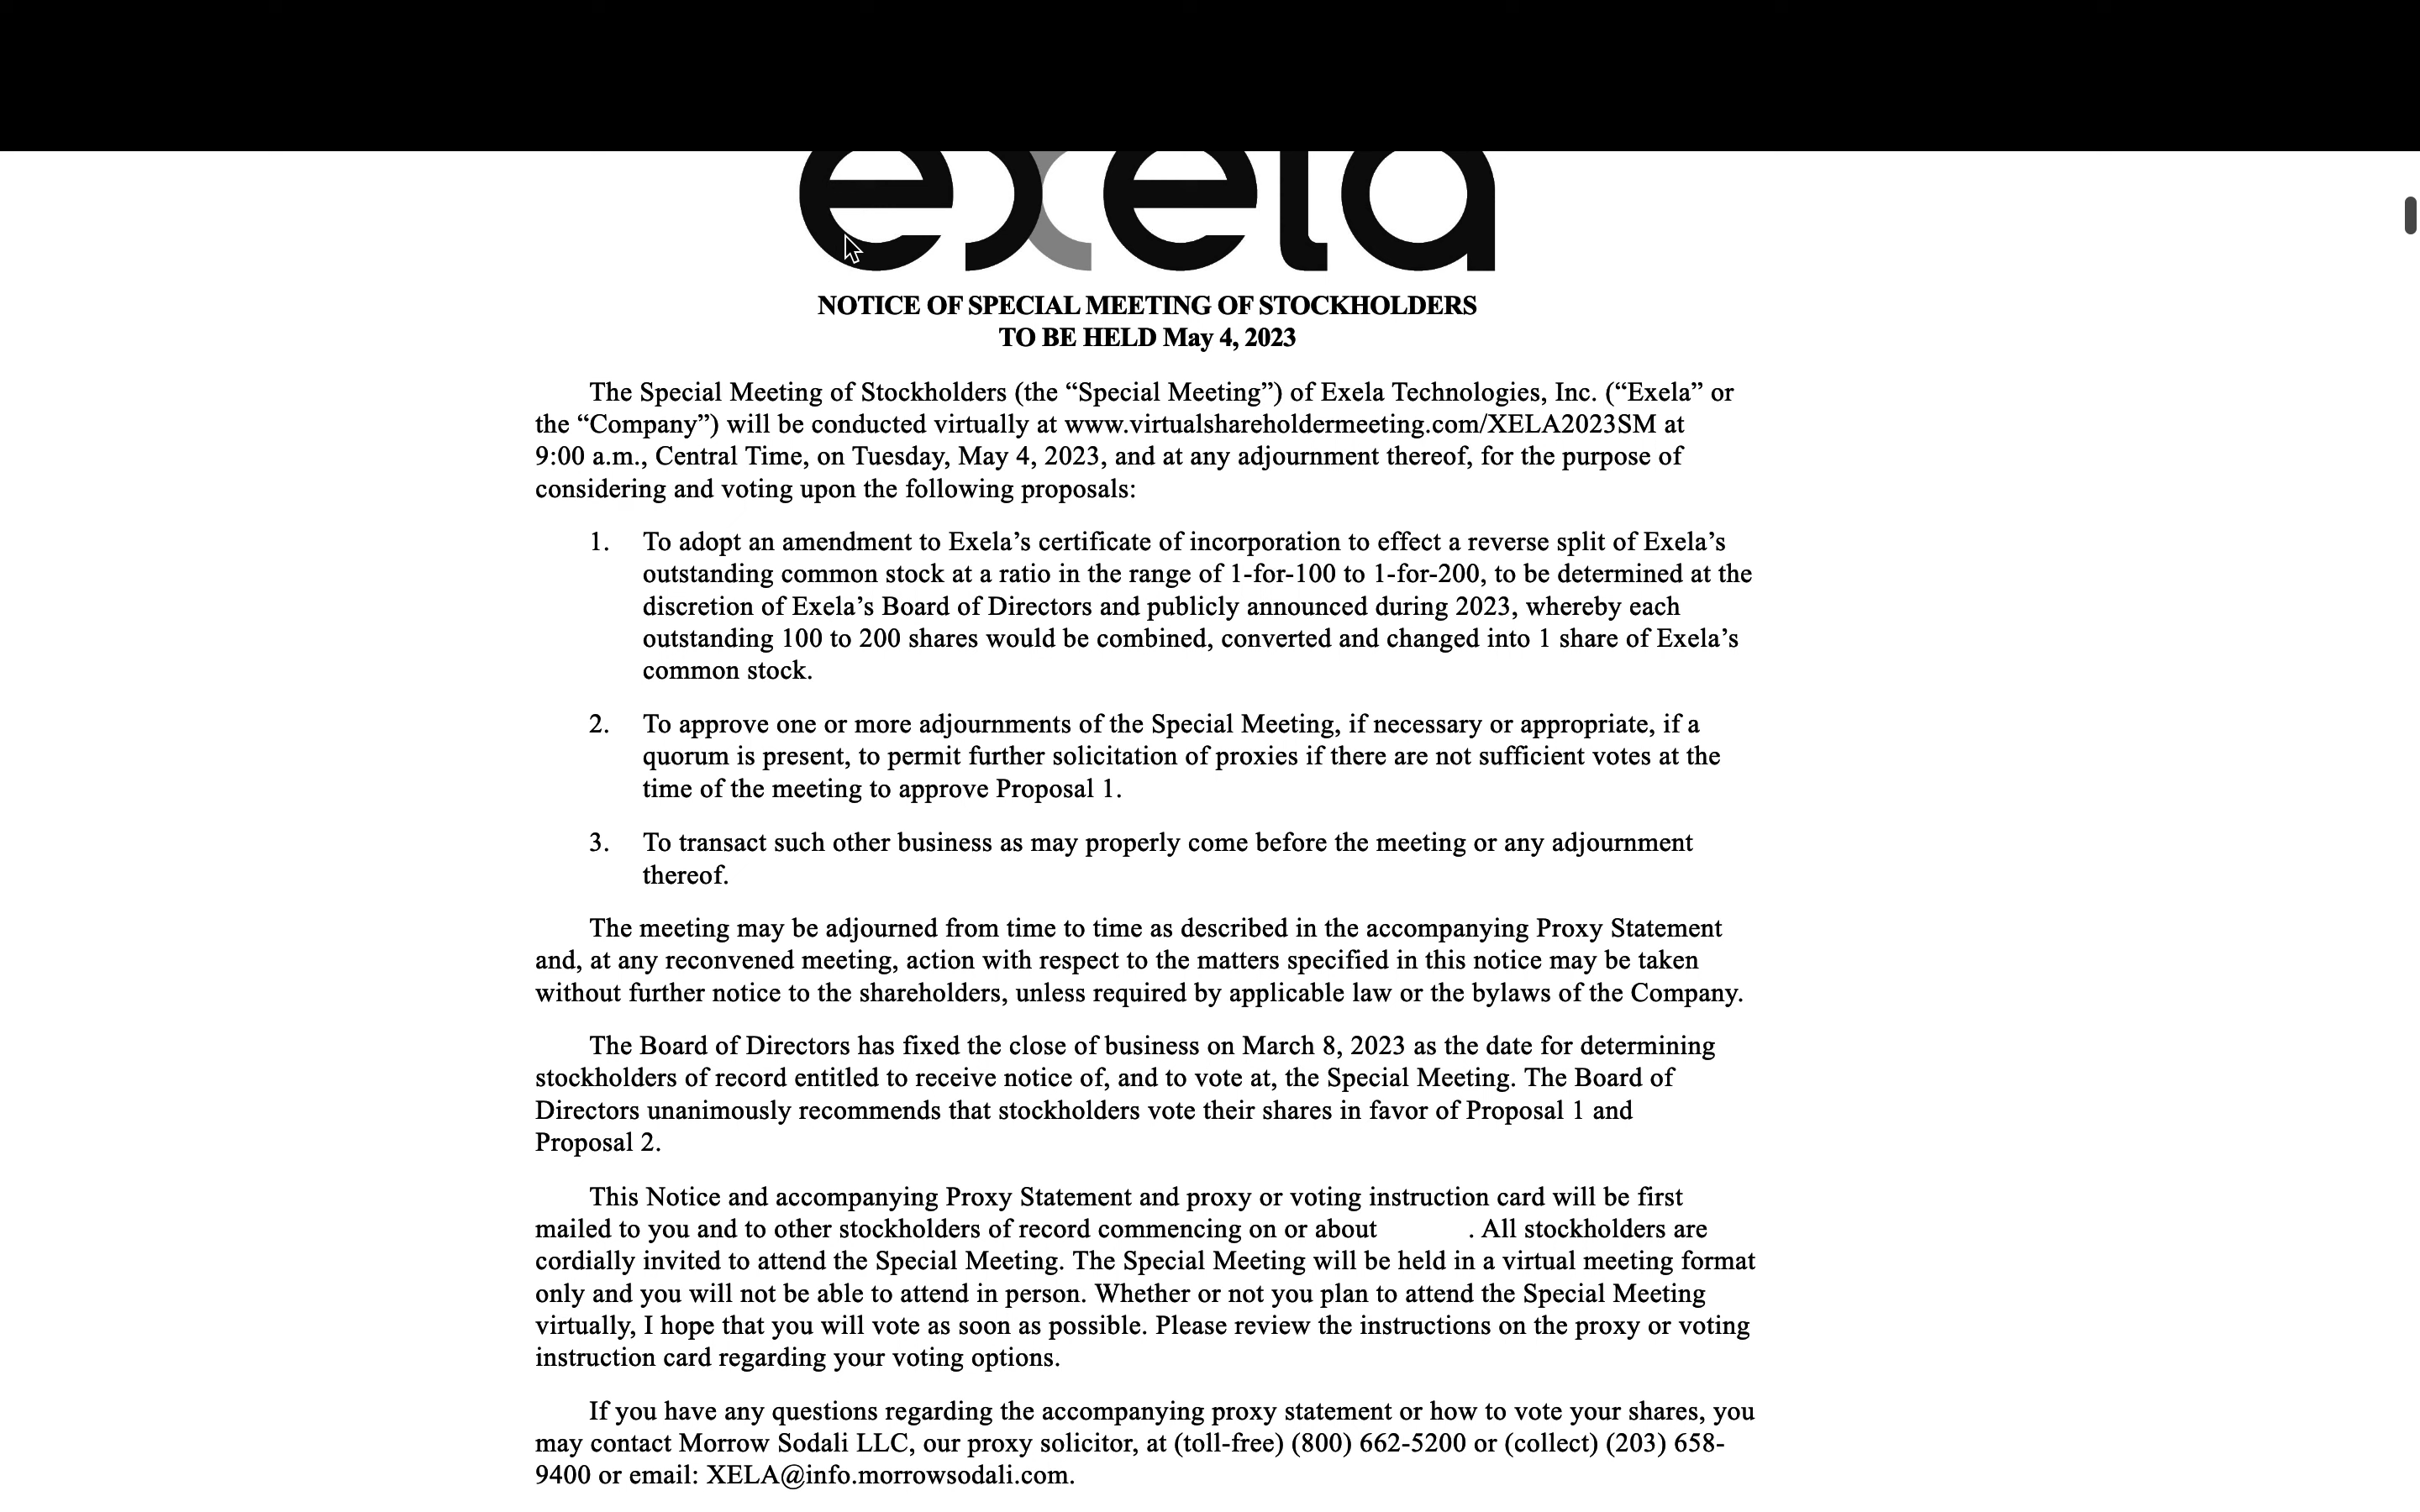 exela
NOTICE OF SPECIAL MEETING OF STOCKHOLDERS
TO BE HELD May 4, 2023
The Special Meeting of Stockholders (the “Special Meeting”) of Exela Technologies, Inc. (“Exela” or
the “Company”) will be conducted virtually at www.virtualshareholdermeeting.com/XELA2023SM at
9:00 a.m., Central Time, on Tuesday, May 4, 2023, and at any adjournment thereof, for the purpose of
considering and voting upon the following proposals:
1. To adopt an amendment to Exela’s certificate of incorporation to effect a reverse split of Exela’s
outstanding common stock at a ratio in the range of 1-for-100 to 1-for-200, to be determined at the
discretion of Exela’s Board of Directors and publicly announced during 2023, whereby each
outstanding 100 to 200 shares would be combined, converted and changed into 1 share of Exela’s
common stock.
2. To approve one or more adjournments of the Special Meeting, if necessary or appropriate, if a
quorum is present, to permit further solicitation of proxies if there are not sufficient votes at the
time of the meeting to approve Proposal 1.
3. To transact such other business as may properly come before the meeting or any adjournment
thereof.
The meeting may be adjourned from time to time as described in the accompanying Proxy Statement
and, at any reconvened meeting, action with respect to the matters specified in this notice may be taken
without further notice to the shareholders, unless required by applicable law or the bylaws of the Company.
The Board of Directors has fixed the close of business on March 8, 2023 as the date for determining
stockholders of record entitled to receive notice of, and to vote at, the Special Meeting. The Board of
Directors unanimously recommends that stockholders vote their shares in favor of Proposal 1 and
Proposal 2.
This Notice and accompanying Proxy Statement and proxy or voting instruction card will be first
mailed to you and to other stockholders of record commencing on or about . All stockholders are
cordially invited to attend the Special Meeting. The Special Meeting will be held in a virtual meeting format
only and you will not be able to attend in person. Whether or not you plan to attend the Special Meeting
virtually, I hope that you will vote as soon as possible. Please review the instructions on the proxy or voting
instruction card regarding your voting options.
If you have any questions regarding the accompanying proxy statement or how to vote your shares, you
may contact Morrow Sodali LLC, our proxy solicitor, at (toll-free) (800) 662-5200 or (collect) (203) 658-
9400 or email: XELA@info.morrowsodali.com.